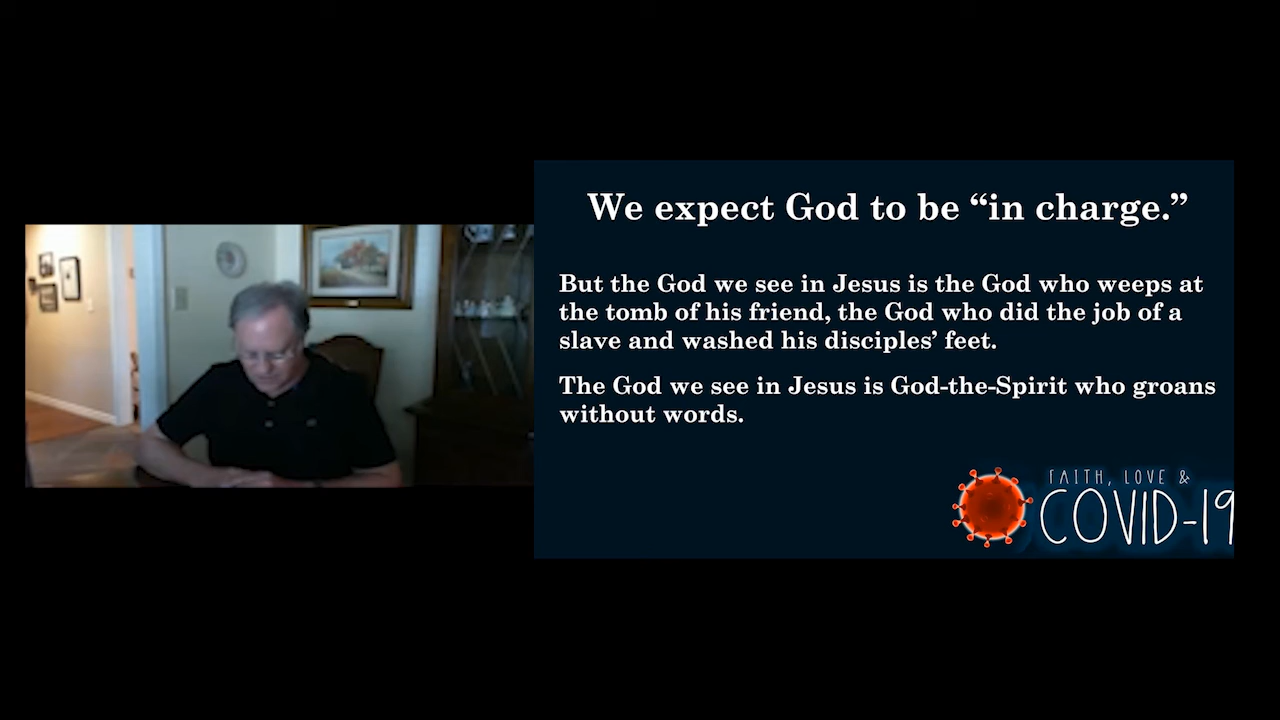 We expect God to be “in charge.”
But the God we see in Jesus is the God who weeps at
the tomb of his friend, the God who did the job of a
slave and washed his disciples’ feet.
The God we see in Jesus is God-the-Spirit who groans
without words.
FAITH, LOVE &
COVID-19